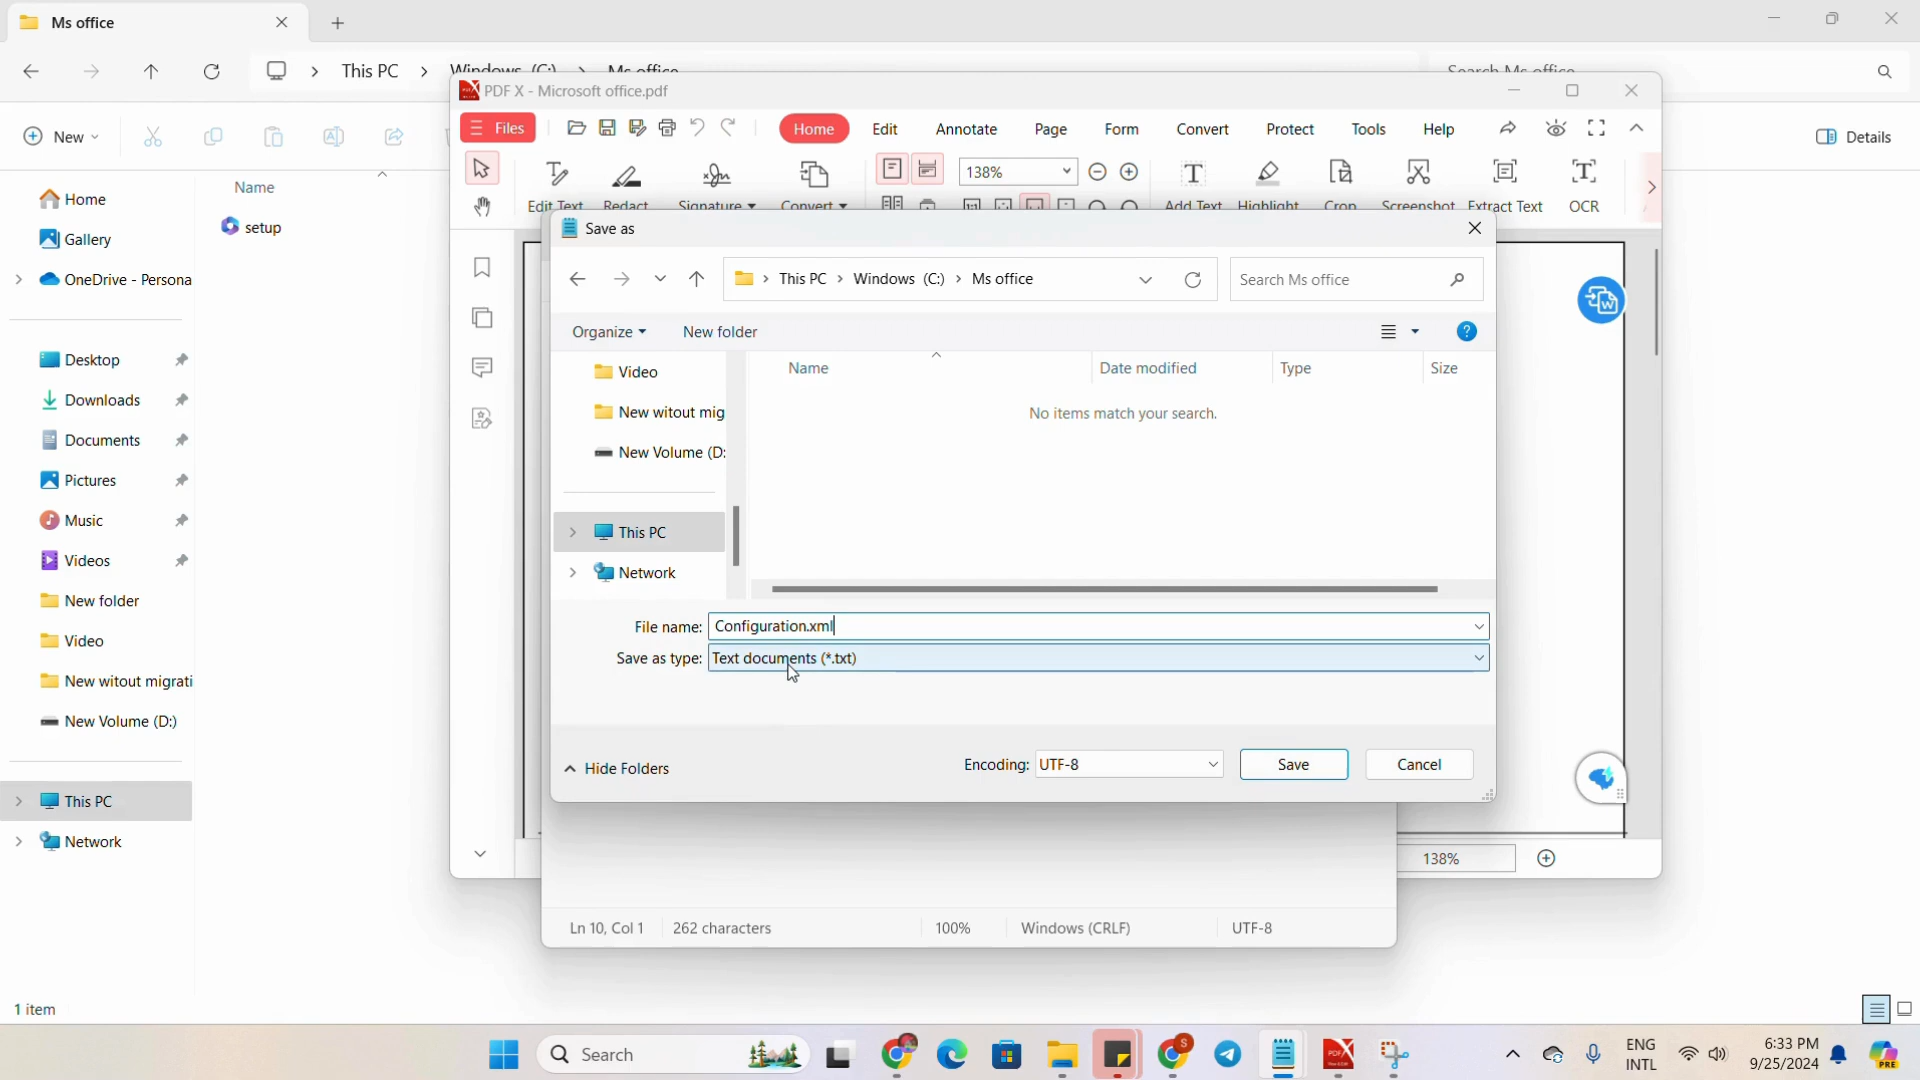 Ms office
This PC > Windows (C:) > Ms office
Search Ms office
New
Details
Home
Gallery
OneDrive - Persona
Desktop
Downloads
Documents
Pictures
Music
Videos
New folder
Video
New witout migrati
New Volume (D:)
This PC
Network
1 item
Name
setup
PDF X - Microsoft office.pdf
Files
Home
Edit
Annotate
Page
Form
Convert
Protect
Tools
Help
138%
Edit Text
Redact
Signature
Convert
Add Text
Highlight
Crop
Screenshot
Extract Text
OCR
Save as
This PC > Windows (C:) > Ms office
Search Ms office
Organize
New folder
Video
New witout mig
New Volume (D:
This PC
Network
Name
Date modified
Type
Size
No items match your search.
File name: Configuration.xml
Save as type: Text documents (*.txt)
Hide Folders
Encoding: UTF-8
Save
Cancel
138%
Ln 10, Col 1
262 characters
100%
Windows (CRLF)
UTF-8
Search
ENG
INTL
6:33 PM
9/25/2024
PRE